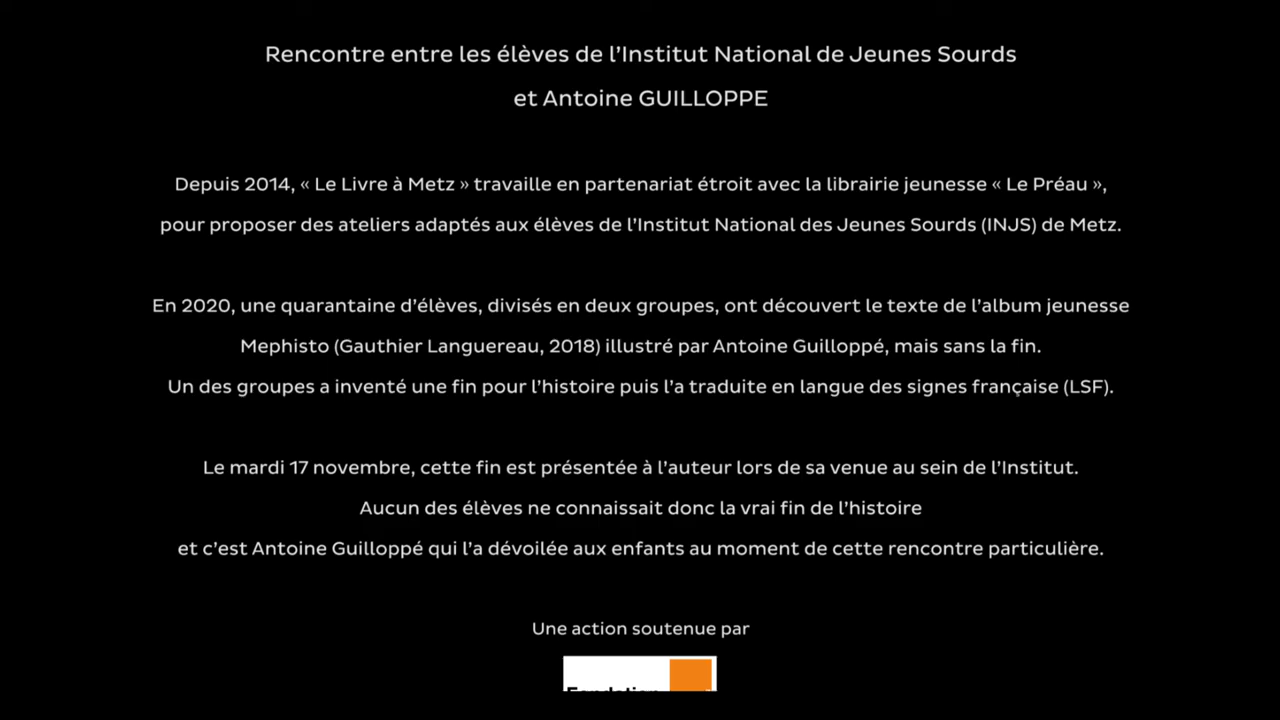 Rencontre entre les élèves de l'Institut National de Jeunes Sourds
et Antoine GUILLOPPE
Depuis 2014, « Le Livre à Metz » travaille en partenariat étroit avec la librairie jeunesse « Le Préau »,
pour proposer des ateliers adaptés aux élèves de l'Institut National des Jeunes Sourds (INJS) de Metz.
En 2020, une quarantaine d'élèves, divisés en deux groupes, ont découvert le texte de l'album jeunesse
Mephisto (Gauthier Languereau, 2018) illustré par Antoine Guilloppé, mais sans la fin.
Un des groupes a inventé une fin pour l'histoire puis l'a traduite en langue des signes française (LSF).
Le mardi 17 novembre, cette fin est présentée à l'auteur lors de sa venue au sein de l'Institut.
Aucun des élèves ne connaissait donc la vrai fin de l'histoire
et c'est Antoine Guilloppé qui l'a dévoilée aux enfants au moment de cette rencontre particulière.
Une action soutenue par